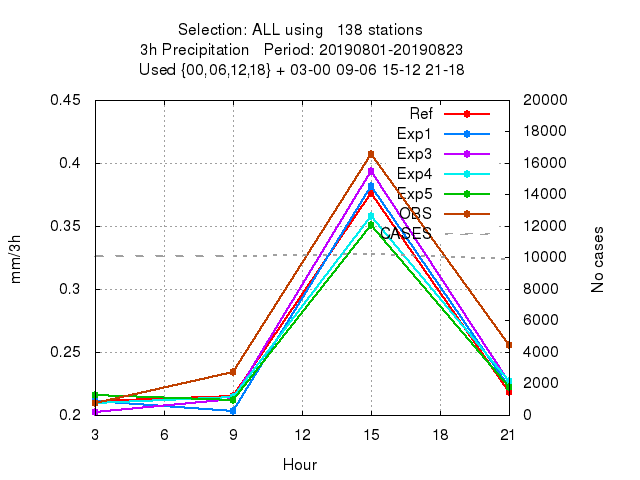 Selection: ALL using   138 stations
3h Precipitation   Period: 20190801-20190823
Used {00,06,12,18} + 03-00 09-06 15-12 21-18
0.45 20000
Ref
18000
Exp1
0.4 Exp3 16000
Exp4
14000
Exp5
OBS
0.35 CASES 12000
mm/3h
No cases
10000
0.3 8000
6000
0.25 4000
2000
0.2 0
3 6 9 12 15 18 21
Hour